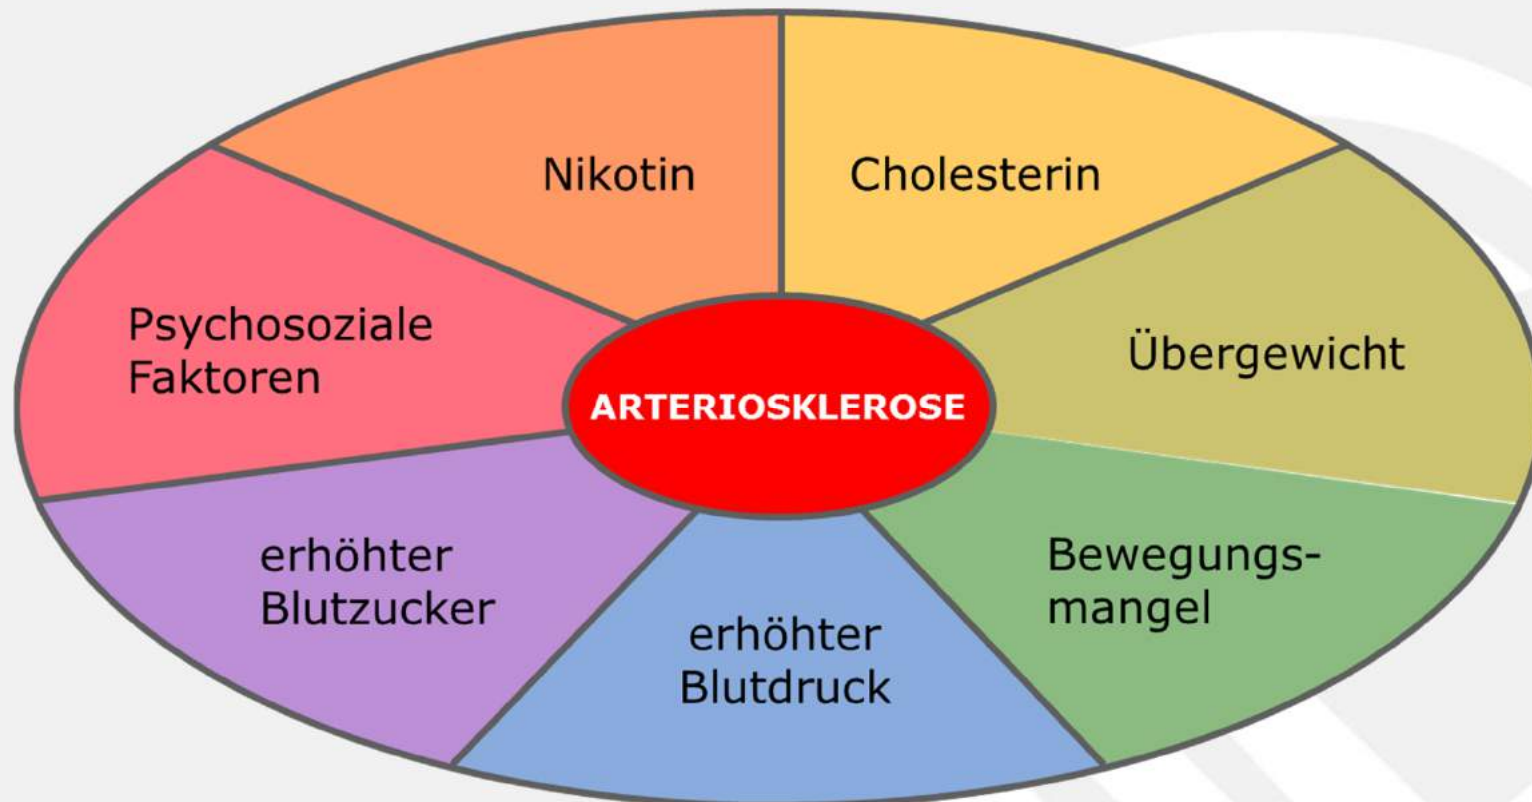 Nikotin
Cholesterin
Psychosoziale
Faktoren
Übergewicht
ARTERIOSKLEROSE
erhöhter
Blutzucker
erhöhter
Blutdruck
Bewegungs-
mangel